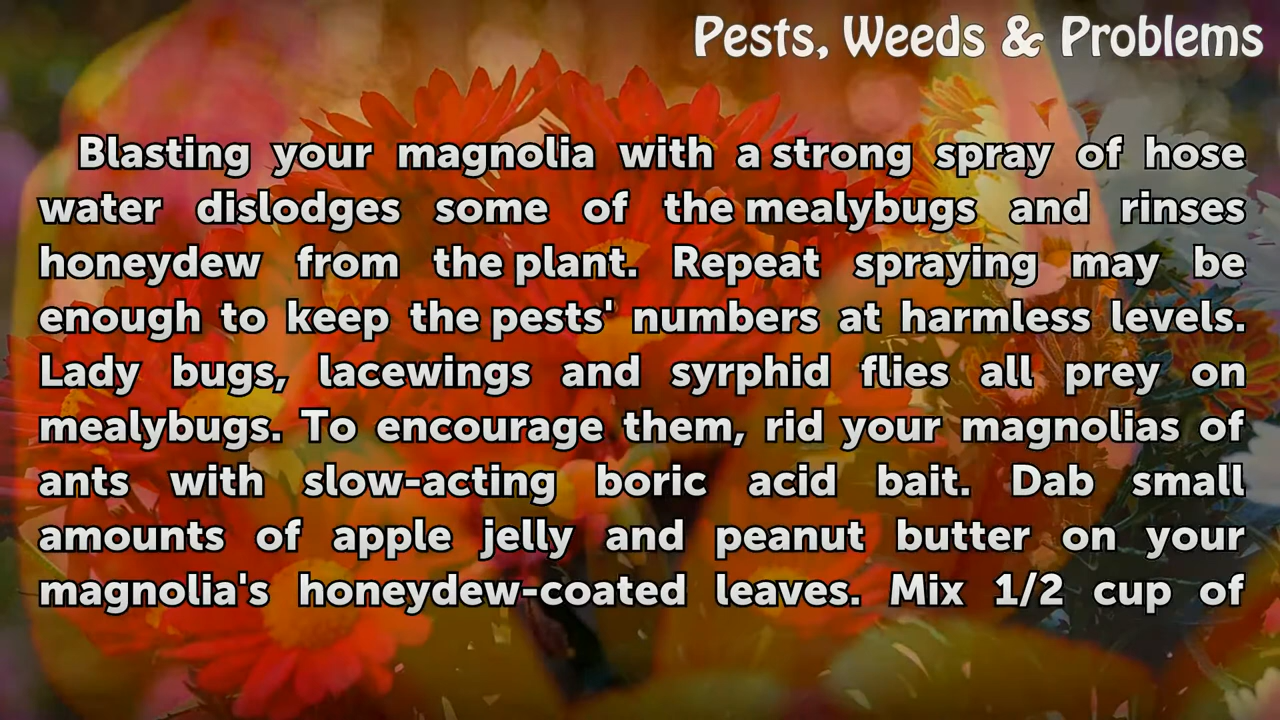 Pests, Weeds & Problems
Blasting your magnolia with a strong spray of hose
water dislodges some of the mealybugs and rinses
honeydew from the plant. Repeat spraying may be
enough to keep the pests' numbers at harmless levels.
Lady bugs, lacewings and syrphid flies all prey on
mealybugs. To encourage them, rid your magnolias of
ants with slow-acting boric acid bait. Dab small
amounts of apple jelly and peanut butter on your
magnolia's honeydew-coated leaves. Mix 1/2 cup of